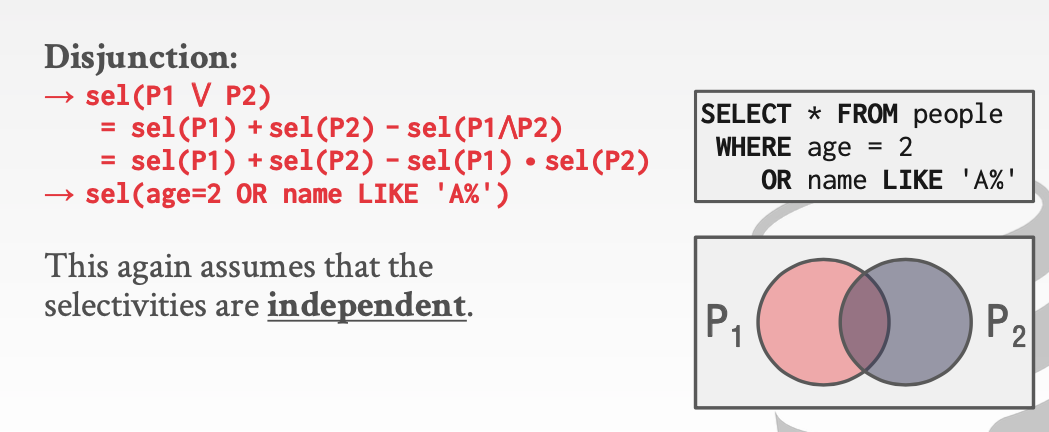 Disjunction:
→ sel(P1 ⋁ P2)
= sel(P1) + sel(P2) − sel(P1⋀P2)
= sel(P1) + sel(P2) − sel(P1) • sel(P2)
→ sel(age=2 OR name LIKE 'A%')
This again assumes that the
selectivities are independent.
SELECT * FROM people
WHERE age = 2
OR name LIKE 'A%'
P1 P2